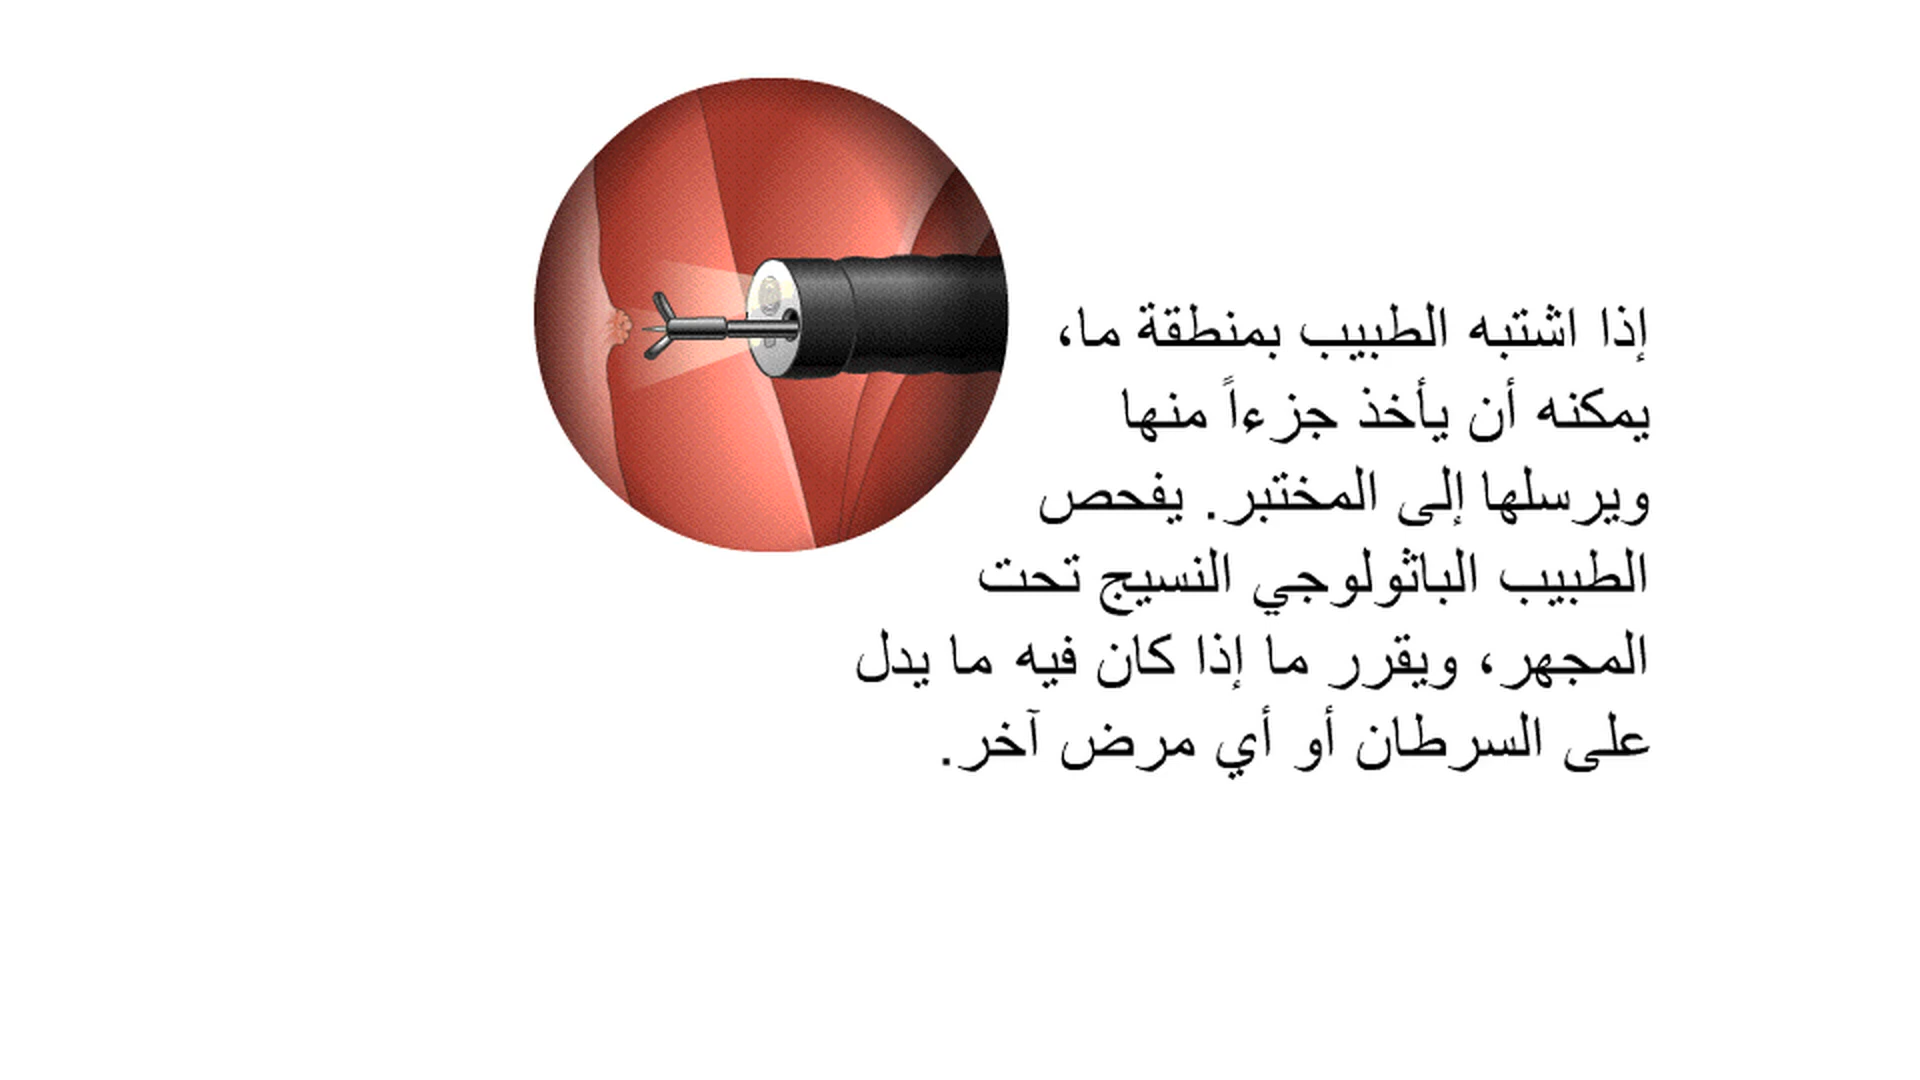 إذا اشتبه الطبيب بمنطقة ما،
يمكنه أن يأخذ جزءاً منها
ويرسلها إلى المختبر. يفحص
الطبيب الباثولوجي النسيج تحت
المجهر، ويقرر ما إذا كان فيه ما يدل
على السرطان أو أي مرض آخر.